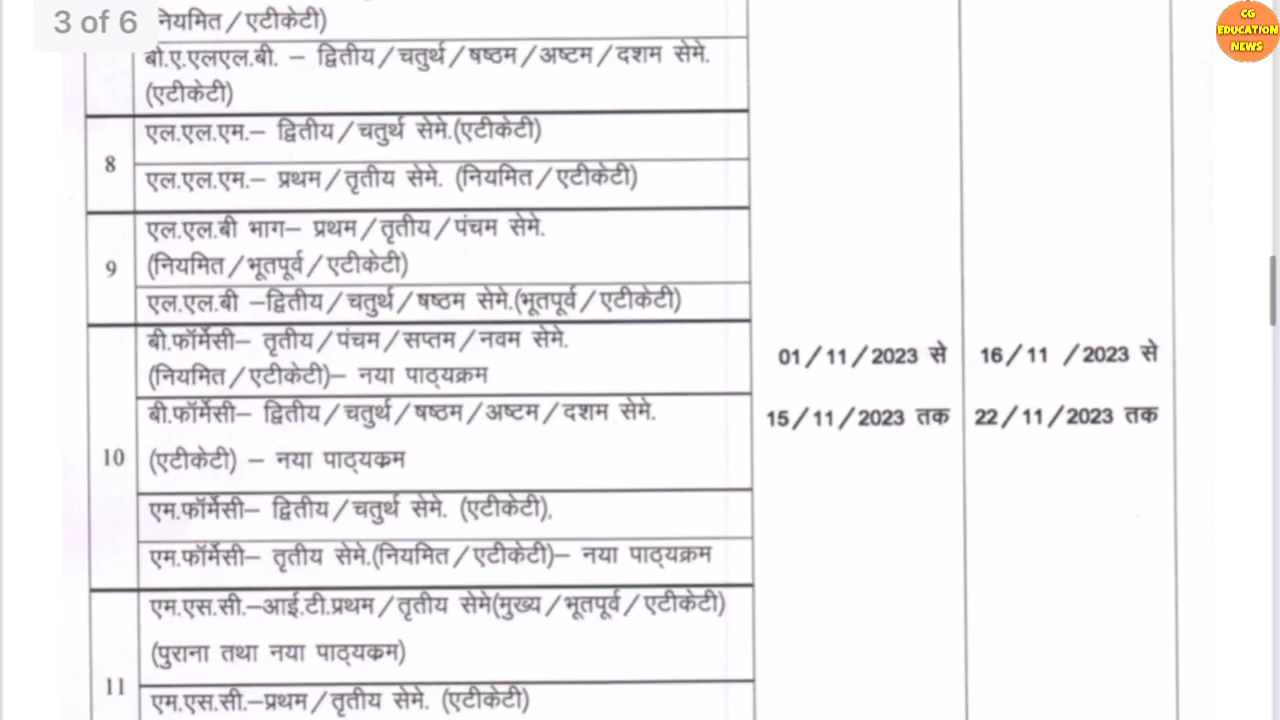 3 of 6
नेयमित/एटीकेटी)
CG
EDUCATION
NEWS
बी.ए.एलएल.बी. – द्वितीय/चतुर्थ/षष्ठम/अष्टम/दशम सेमे.
(एटीकेटी)
8
एल.एल.एम.– द्वितीय/चतुर्थ सेमे.(एटीकेटी)
एल.एल.एम.– प्रथम/तृतीय सेमे. (नियमित/एटीकेटी)
9
एल.एल.बी भाग– प्रथम/तृतीय/पंचम सेमे.
(नियमित/भूतपूर्व/एटीकेटी)
एल.एल.बी –द्वितीय/चतुर्थ/षष्ठम सेमे.(भूतपूर्व/एटीकेटी)
10
बी.फॉर्मेसी– तृतीय/पंचम/सप्तम/नवम सेमे.
(नियमित/एटीकेटी)– नया पाठ्यक्रम
बी.फॉर्मेसी– द्वितीय/चतुर्थ/षष्ठम/अष्टम/दशम सेमे.
(एटीकेटी) – नया पाठ्यकम
एम.फॉर्मेसी– द्वितीय/चतुर्थ सेमे. (एटीकेटी).
एम.फॉर्मेसी– तृतीय सेमे.(नियमित/एटीकेटी)– नया पाठ्यक्रम
01/11/2023 से
15/11/2023 तक
16/11 /2023 से
22/11/2023 तक
11
एम.एस.सी.–आई.टी.प्रथम/तृतीय सेमे(मुख्य/भूतपूर्व/एटीकेटी)
(पुराना तथा नया पाठ्यकम)
एम.एस.सी.–प्रथम/तृतीय सेमे. (एटीकेटी)